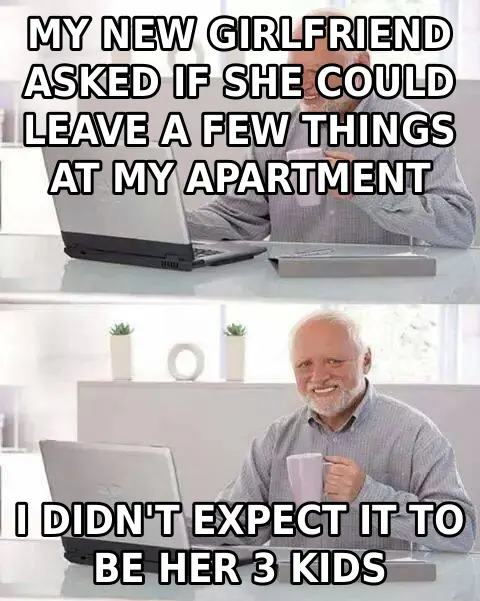 MY NEW GIRLFRIEND
ASKED IF SHE COULD
LEAVE A FEW THINGS
AT MY APARTMENT
I DIDN'T EXPECT IT TO
BE HER 3 KIDS